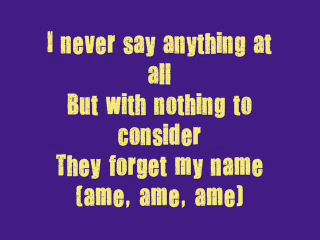 I never say anything at
all
But with nothing to
consider
They forget my name
(ame, ame, ame)